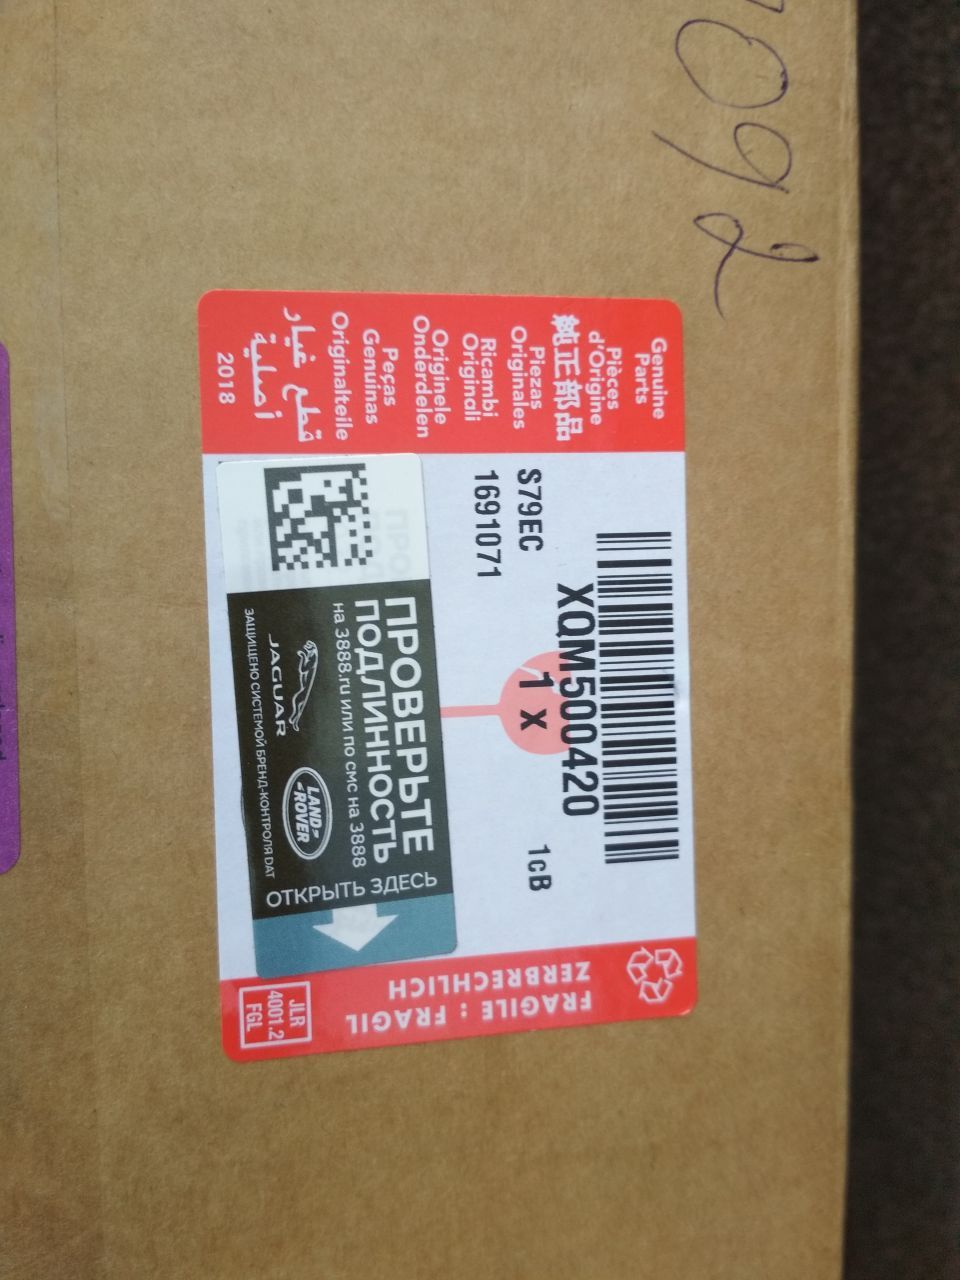 092
Genuine
Parts
Pièces
d'Origine
純正部品
Piezas
Originales
Ricambi
Originali
Originele
Onderdelen
Peças
Genuinas
Originalteile
قطع غيار
أصلية
2018
XQM500420
S79EC
1 X
1cB
1691071
ПРОВЕРЬТЕ
ПОДЛИННОСТЬ
на 3888.ru или по смс на 3888
JAGUAR
LAND
ROVER
ЗАЩИЩЕНО СИСТЕМОЙ БРЕНД-КОНТРОЛЯ DAT
ОТКРЫТЬ ЗДЕСЬ
FRAGILE : FRAGIL
ZERBRECHLICH
JLR
4001.2
FGL